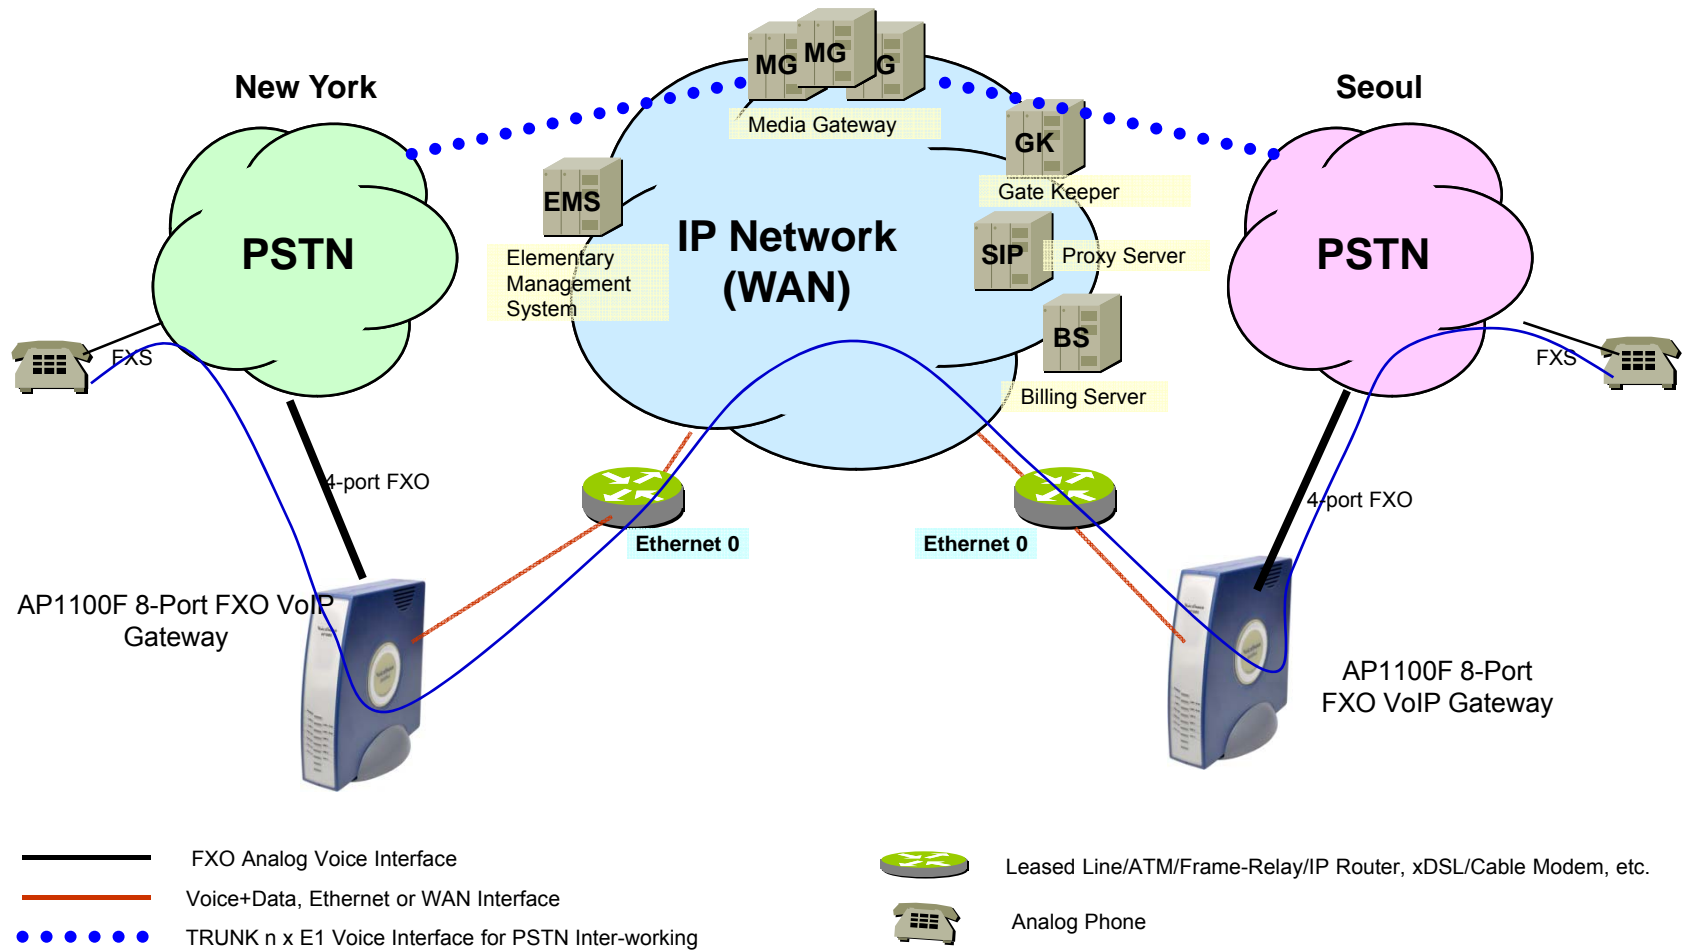 New York
Seoul
MG
MG
G
Media Gateway
GK
Gate Keeper
EMS
Elementary
Management
System
IP Network
(WAN)
SIP
Proxy Server
BS
Billing Server
PSTN
PSTN
FXS
FXS
4-port FXO
4-port FXO
Ethernet 0
Ethernet 0
AP1100F 8-Port FXO VoIP
Gateway
AP1100F 8-Port
FXO VoIP Gateway
FXO Analog Voice Interface
Voice+Data, Ethernet or WAN Interface
TRUNK n x E1 Voice Interface for PSTN Inter-working
Leased Line/ATM/Frame-Relay/IP Router, xDSL/Cable Modem, etc.
Analog Phone